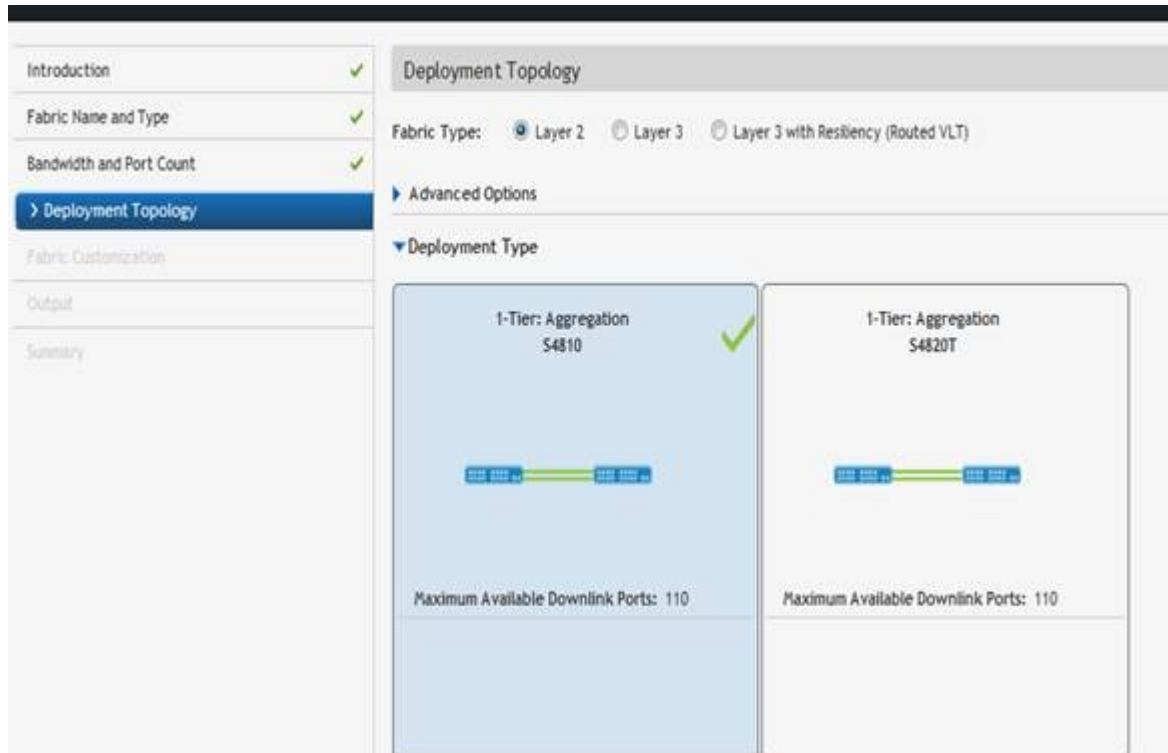 Introduction
Fabric Name and Type
Bandwidth and Port Count
> Deployment Topology
Fabric Customization
Output
Summary
Deployment Topology
Fabric Type: Layer 2 Layer 3 Layer 3 with Resiliency (Routed VLT)
Advanced Options
Deployment Type
1-Tier: Aggregation
S4810
Maximum Available Downlink Ports: 110
1-Tier: Aggregation
S4820T
Maximum Available Downlink Ports: 110